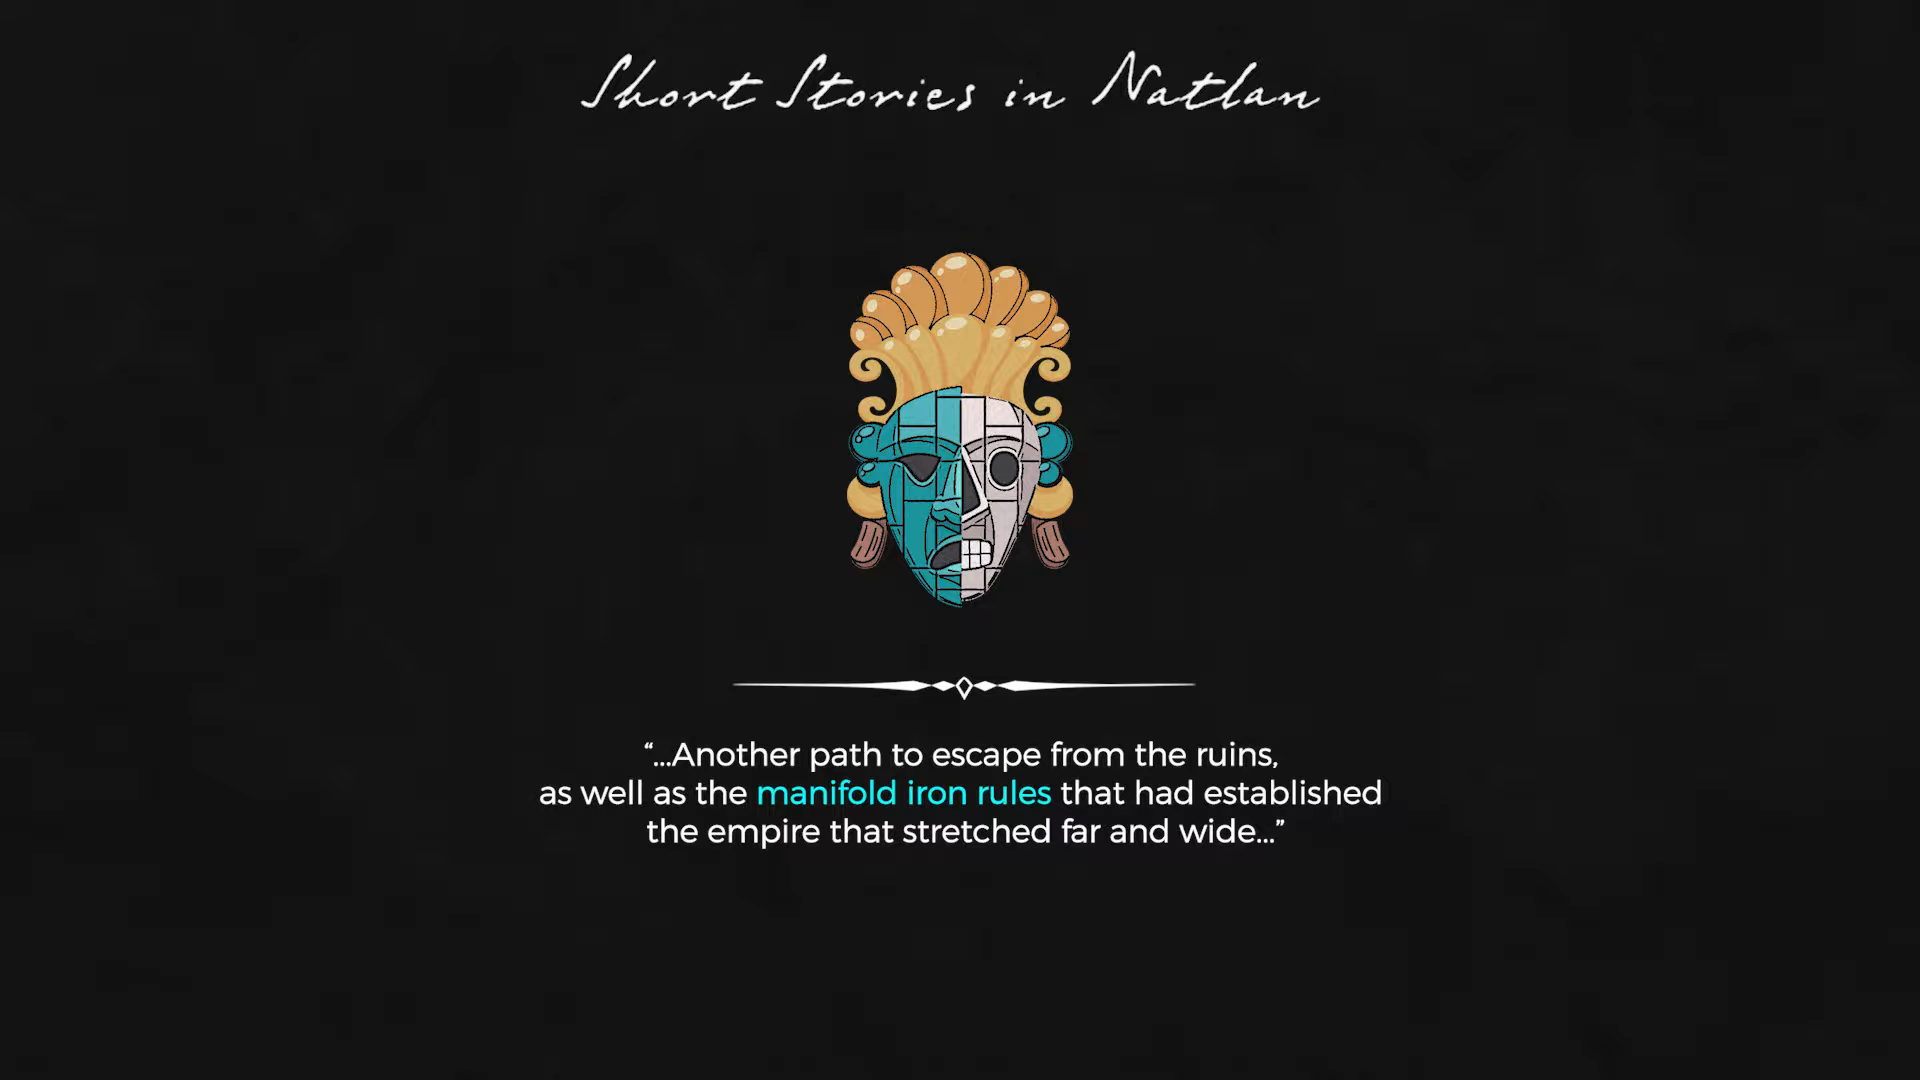 Short Stories in Natlan
“...Another path to escape from the ruins,
as well as the manifold iron rules that had established
the empire that stretched far and wide...”